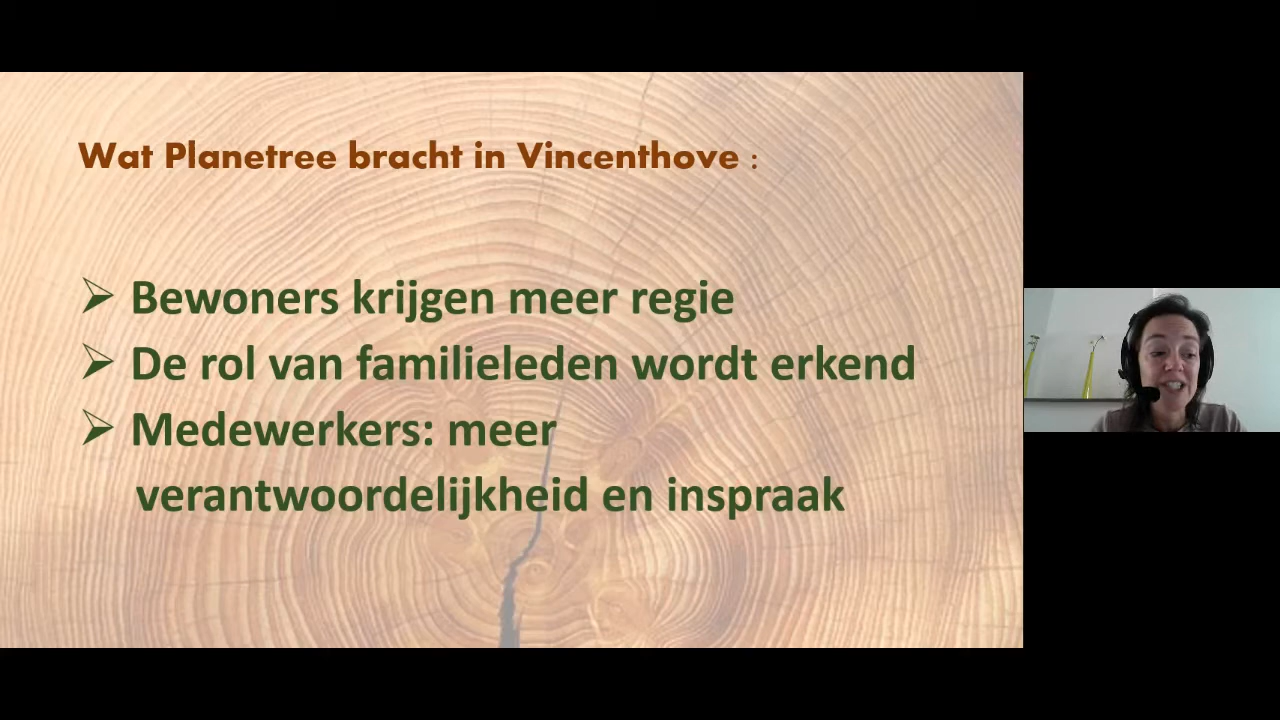 Wat Planetree bracht in Vincenthove :
➢ Bewoners krijgen meer regie
➢ De rol van familieleden wordt erkend
➢ Medewerkers: meer
verantwoordelijkheid en inspraak